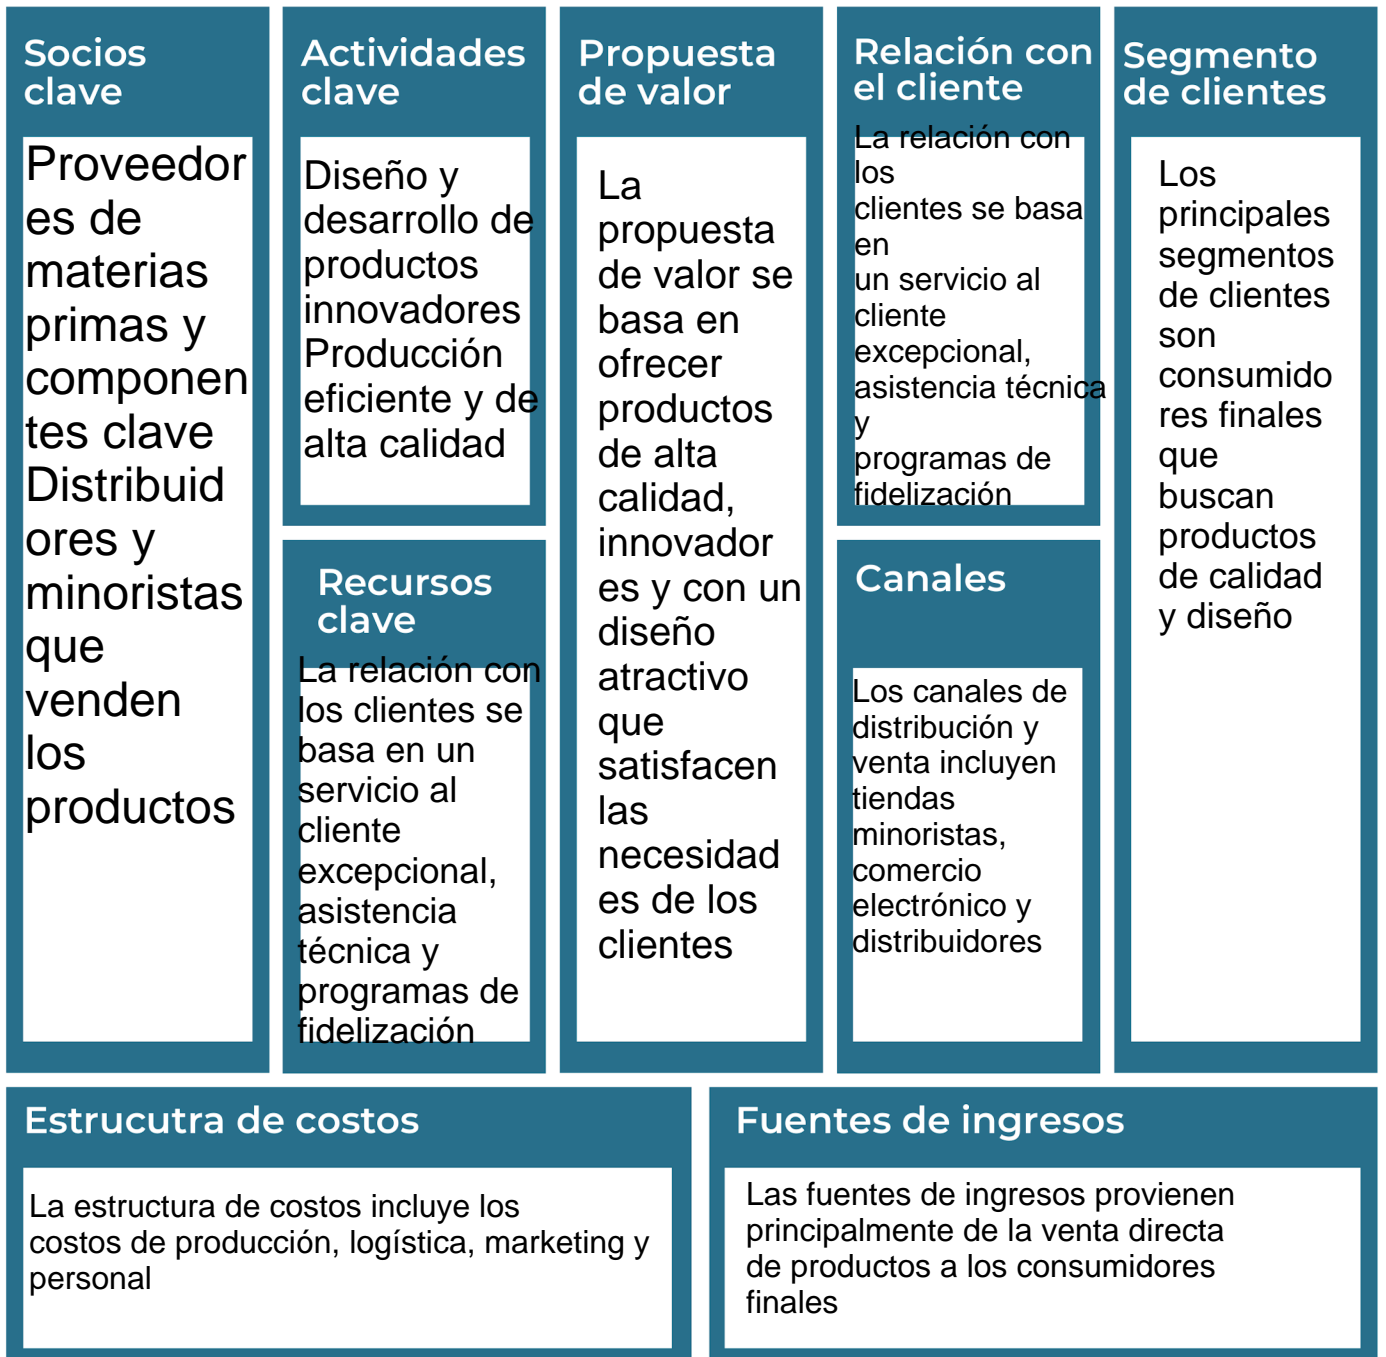 Socios
clave
Proveedor
es de
materias
primas y
componen
tes clave
Distribuid
ores y
minoristas
que
venden
los
productos
Actividades
clave
Diseño y
desarrollo de
productos
innovadores
Producción
eficiente y de
alta calidad
Recursos
clave
La relación con
los clientes se
basa en un
servicio al
cliente
excepcional,
asistencia
técnica y
programas de
fidelización
Propuesta
de valor
La
propuesta
de valor se
basa en
ofrecer
productos
de alta
calidad,
innovador
es y con un
diseño
atractivo
que
satisfacen
las
necesidad
es de los
clientes
Relación con
el cliente
La relación con
los
clientes se basa
en
un servicio al
cliente
excepcional,
asistencia técnica
y
programas de
fidelización
Canales
Los canales de
distribución y
venta incluyen
tiendas
minoristas,
comercio
electrónico y
distribuidores
Segmento
de clientes
Los
principales
segmentos
de clientes
son
consumido
res finales
que
buscan
productos
de calidad
y diseño
Estrucutra de costos
La estructura de costos incluye los
costos de producción, logística, marketing y
personal
Fuentes de ingresos
Las fuentes de ingresos provienen
principalmente de la venta directa
de productos a los consumidores
finales